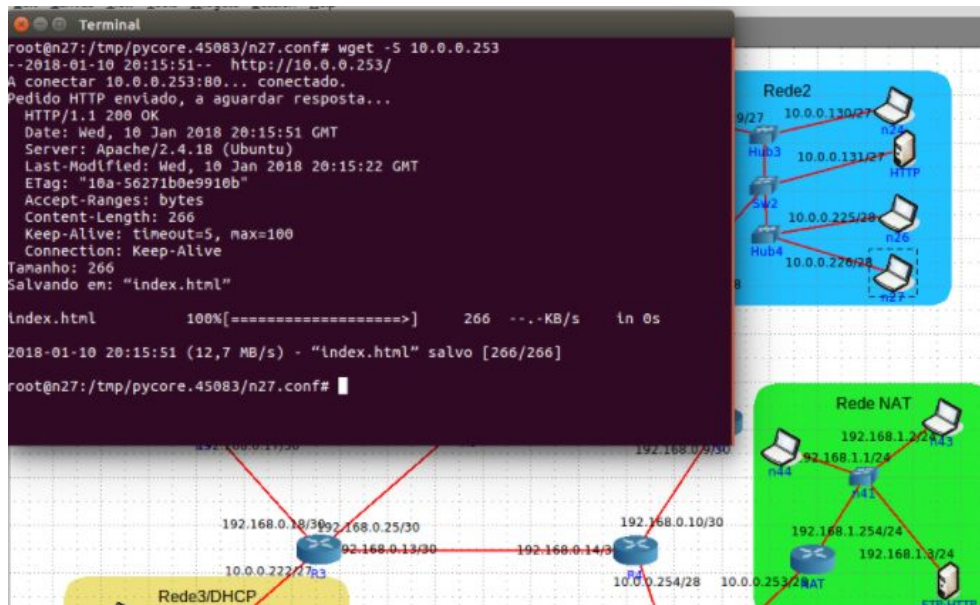 Terminal
root@n27:/tmp/pycore.45083/n27.conf# wget -S 10.0.0.253
--2018-01-10 20:15:51-- http://10.0.0.253/
A conectar 10.0.0.253:80... conectado.
Pedido HTTP enviado, a aguardar resposta...
HTTP/1.1 200 OK
Date: Wed, 10 Jan 2018 20:15:51 GMT
Server: Apache/2.4.18 (Ubuntu)
Last-Modified: Wed, 10 Jan 2018 20:15:22 GMT
ETag: "10a-56271b0e9910b"
Accept-Ranges: bytes
Content-Length: 266
Keep-Alive: timeout=5, max=100
Connection: Keep-Alive
Tamanho: 266
Salvando em: “index.html”
index.html 100%[===================>] 266 --.-KB/s in 0s
2018-01-10 20:15:51 (12,7 MB/s) - “index.html” salvo [266/266]
root@n27:/tmp/pycore.45083/n27.conf#
Rede2
9/27
10.0.0.130/27
n24
Hub3
10.0.0.131/27
HTTP
Sw2
10.0.0.225/28
n26
Hub4
10.0.0.226/28
n27
Rede NAT
192.168.1.2/24
n43
92.168.1.1/24
n44
n41
192.168.0.9/30
192.168.0.18/30
192.168.0.25/30
192.168.0.10/30
192.168.1.254/24
92.168.0.13/30
192.168.0.14/3
192.168.1.3/24
R3
R4
NAT
10.0.0.222/27
10.0.0.254/28
10.0.0.253/28
Rede3/DHCP
FTP HTTP